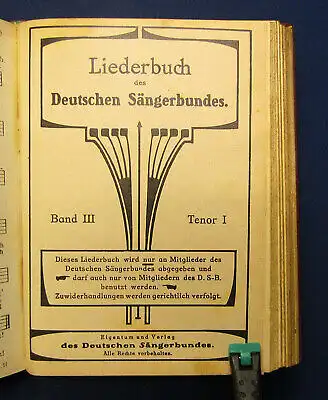 Liederbuch
des
Deutschen Sängerbundes.
Band III Tenor I
Dieses Liederbuch wird nur an Mitglieder des
Deutschen Sängerbundes abgegeben und
darf auch nur von Mitgliedern des D. S.-B.
benutzt werden.
Zuwiderhandlungen werden gerichtlich verfolgt.
Eigentum und Verlag
des Deutschen Sängerbundes.
Alle Rechte vorbehalten.